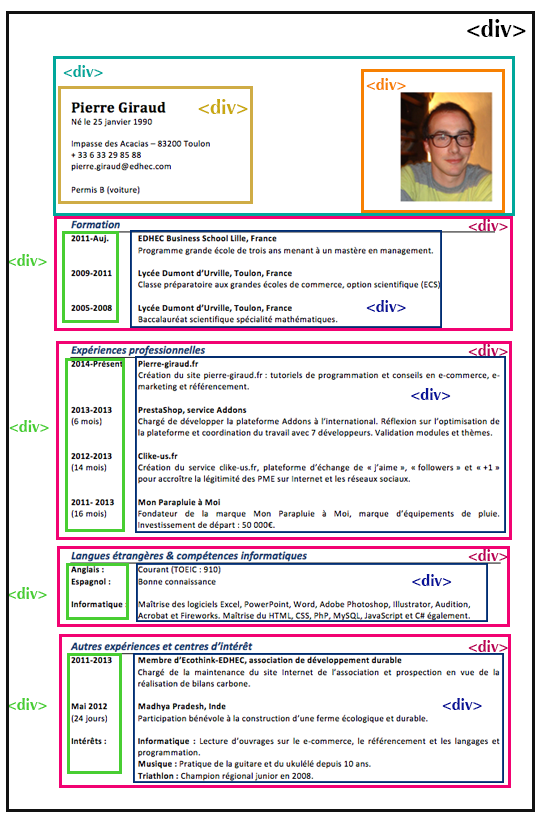 <div>
<div>
<div>
Pierre Giraud
<div>
Né le 25 janvier 1990
Impasse des Acacias – 83200 Toulon
+ 33 6 33 29 85 88
pierre.giraud@edhec.com
Permis B (voiture)
Formation
<div>
2011-Auj.
EDHEC Business School Lille, France
Programme grande école de trois ans menant à un mastère en management.
<div>
2009-2011
Lycée Dumont d'Urville, Toulon, France
Classe préparatoire aux grandes écoles de commerce, option scientifique (ECS)
2005-2008
Lycée Dumont d'Urville, Toulon, France
<div>
Baccalauréat scientifique spécialité mathématiques.
Expériences professionnelles
<div>
2014-Présent
Pierre-giraud.fr
Création du site pierre-giraud.fr : tutoriels de programmation et conseils en e-commerce, e-
marketing et référencement.
<div>
2013-2013
PrestaShop, service Addons
(6 mois)
Chargé de développer la plateforme Addons à l'international. Réflexion sur l'optimisation de
<div>
la plateforme et coordination du travail avec 7 développeurs. Validation modules et thèmes.
2012-2013
Clike-us.fr
(14 mois)
Création du service clike-us.fr, plateforme d'échange de « j'aime », « followers » et « +1 »
pour accroître la légitimité des PME sur Internet et les réseaux sociaux.
2011- 2013
Mon Parapluie à Moi
(16 mois)
Fondateur de la marque Mon Parapluie à Moi, marque d'équipements de pluie.
Investissement de départ : 50 000€.
Langues étrangères & compétences informatiques
<div>
Anglais :
Courant (TOEIC : 910)
Espagnol :
Bonne connaissance
<div>
<div>
Informatique :
Maîtrise des logiciels Excel, PowerPoint, Word, Adobe Photoshop, Illustrator, Audition,
Acrobat et Fireworks. Maîtrise du HTML, CSS, PhP, MySQL, JavaScript et C# également.
Autres expériences et centres d'intérêt
<div>
2011-2013
Membre d'Ecothink-EDHEC, association de développement durable
Chargé de la maintenance du site Internet de l'association et prospection en vue de la
réalisation de bilans carbone.
<div>
Mai 2012
Madhya Pradesh, Inde
<div>
(24 jours)
Participation bénévole à la construction d'une ferme écologique et durable.
Intérêts :
Informatique : Lecture d'ouvrages sur le e-commerce, le référencement et les langages et
programmation.
Musique : Pratique de la guitare et du ukulélé depuis 10 ans.
Triathlon : Champion régional junior en 2008.